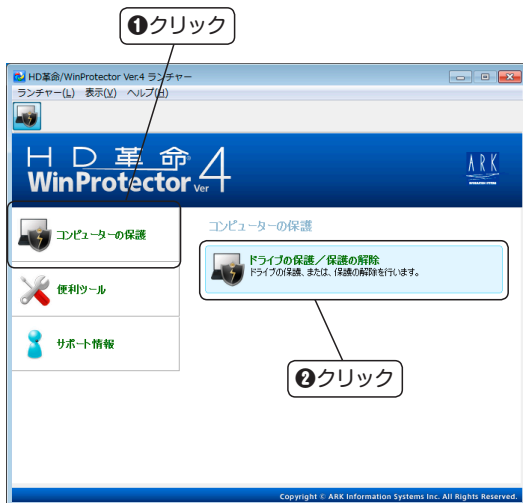 ❶クリック
HD革命/WinProtector Ver.4 ランチャー
ランチャー(L) 表示(V) ヘルプ(H)
HD革命
WinProtector Ver 4
ARK
INFORMATION SYSTEMS
コンピューターの保護
コンピューターの保護
ドライブの保護／保護の解除
ドライブの保護、または、保護の解除を行います。
便利ツール
サポート情報
❷クリック
Copyright © ARK Information Systems Inc. All Rights Reserved.